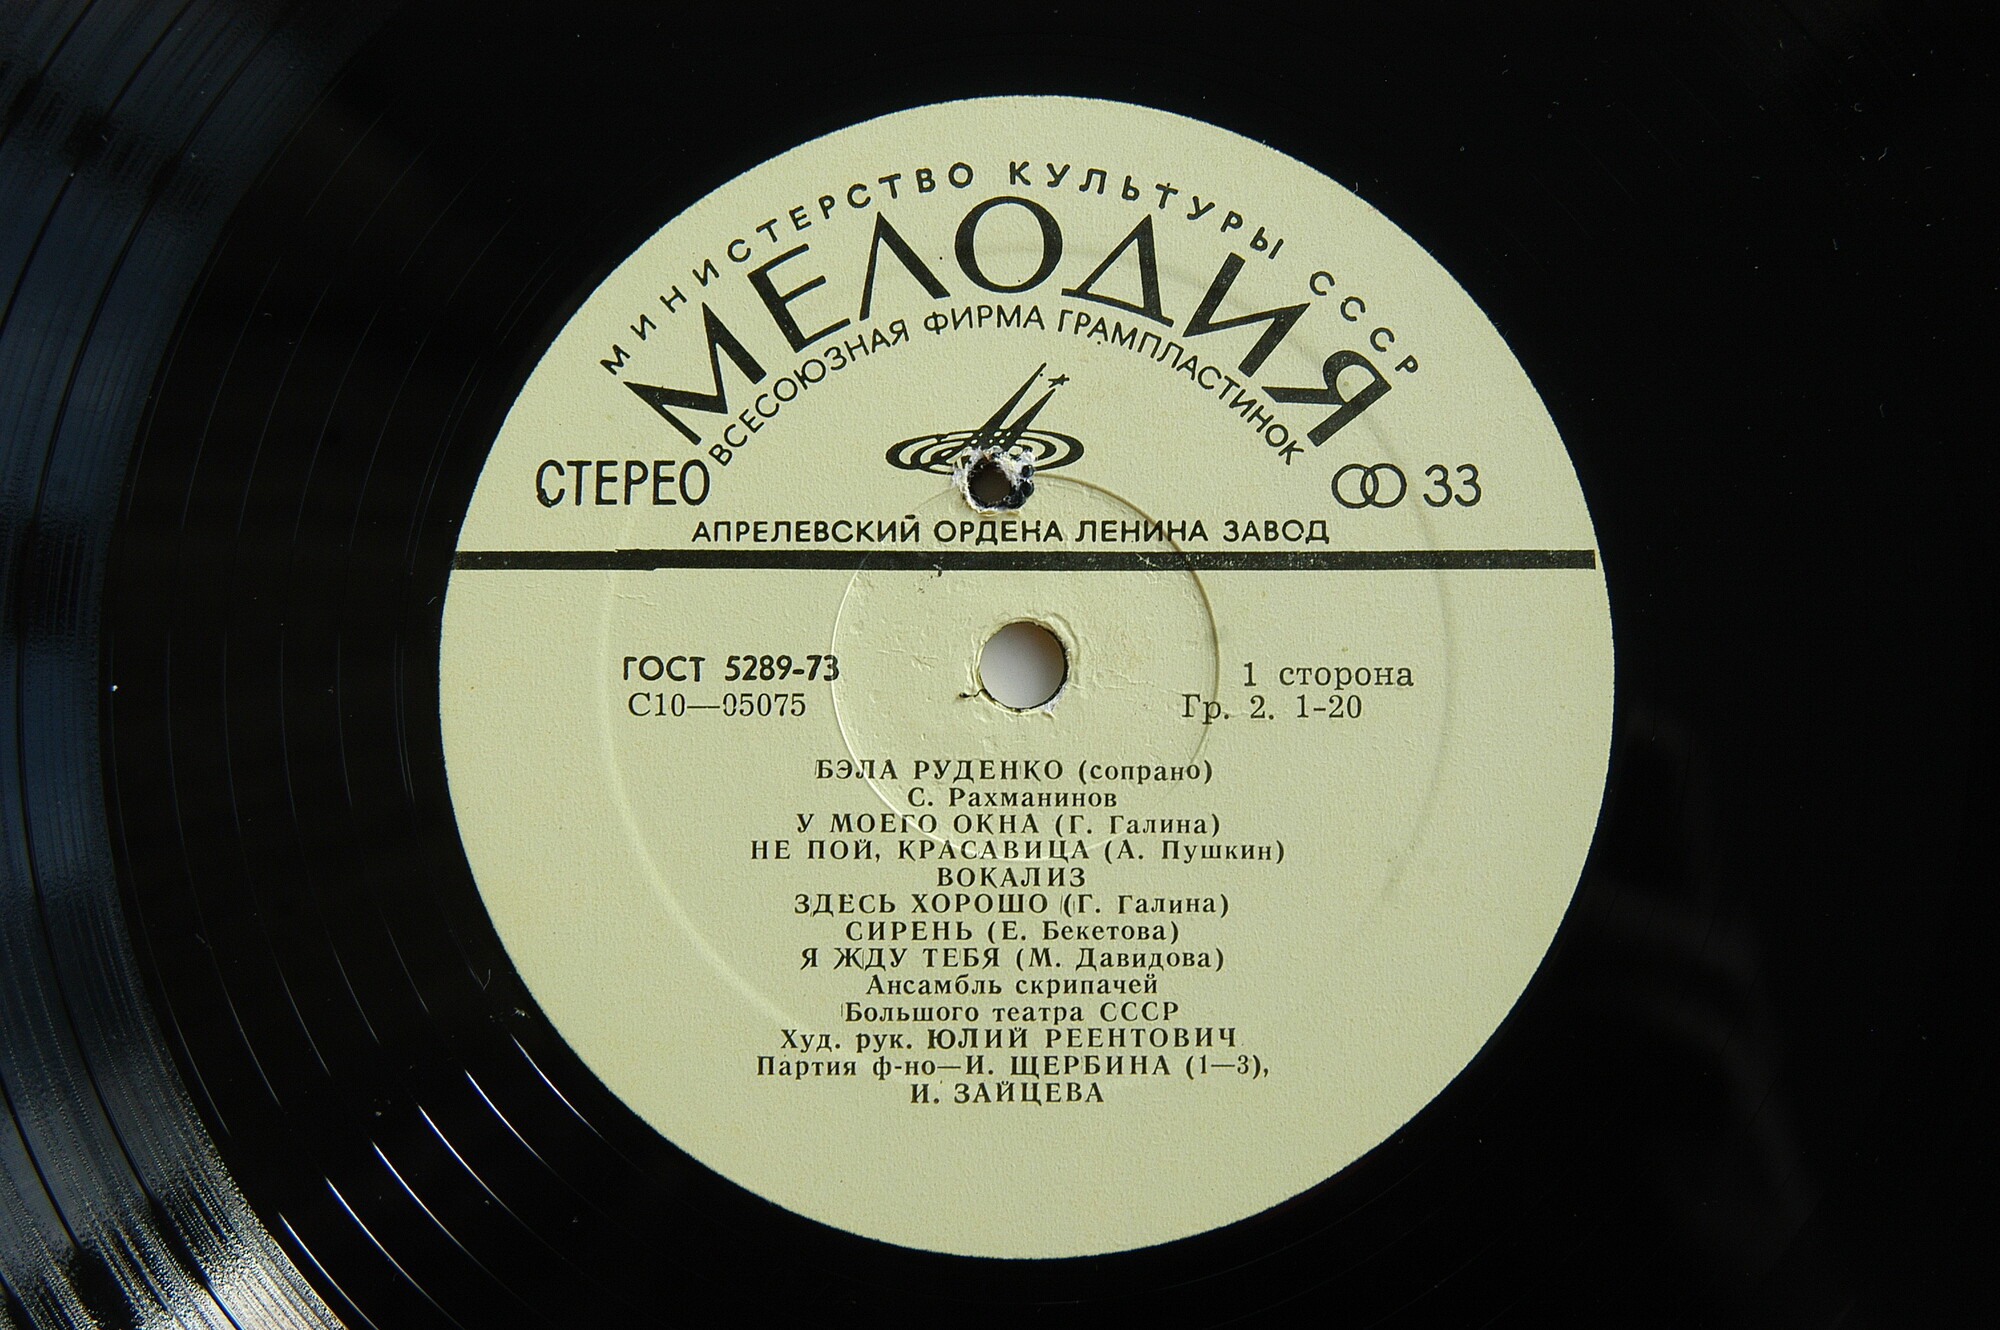 МИНИСТЕРСТВО КУЛЬТУРЫ СССР
МЕЛОДИЯ
ВСЕСОЮЗНАЯ ФИРМА ГРАМПЛАСТИНОК
СТЕРЕО 33
АПРЕЛЕВСКИЙ ОРДЕНА ЛЕНИНА ЗАВОД
ГОСТ 5289-73
С10—05075
1 сторона
Гр. 2. 1-20
БЭЛА РУДЕНКО (сопрано)
С. Рахманинов
У МОЕГО ОКНА (Г. Галина)
НЕ ПОЙ, КРАСАВИЦА (А. Пушкин)
ВОКАЛИЗ
ЗДЕСЬ ХОРОШО (Г. Галина)
СИРЕНЬ (Е. Бекетова)
Я ЖДУ ТЕБЯ (М. Давидова)
Ансамбль скрипачей
Большого театра СССР
Худ. рук. ЮЛИЙ РЕЕНТОВИЧ
Партия ф-но—И. ЩЕРБИНА (1—3),
И. ЗАЙЦЕВА